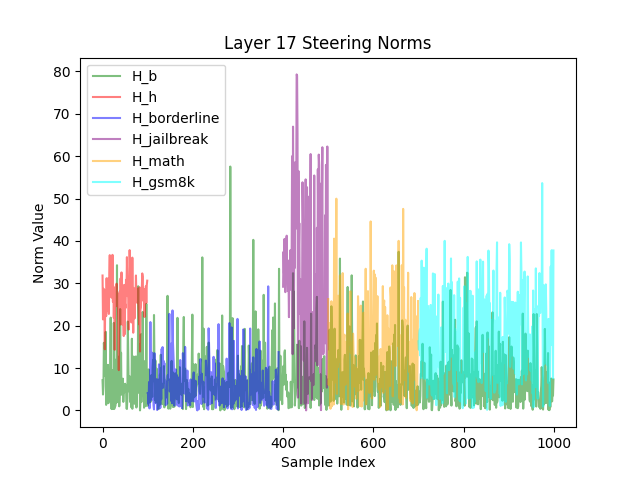 Layer 17 Steering Norms
80
70
60
50
40
30
20
10
0
Norm Value
H_b
H_h
H_borderline
H_jailbreak
H_math
H_gsm8k
0
200
400
600
800
1000
Sample Index